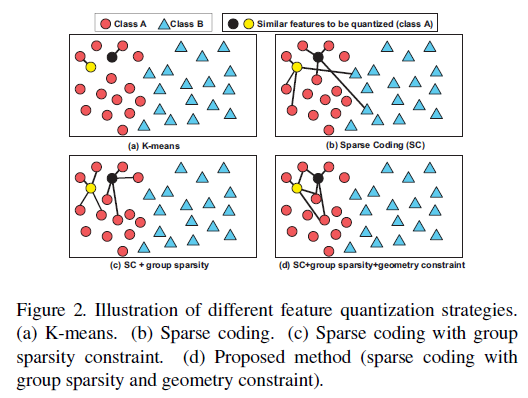 Class A Class B Similar features to be quantized (class A)
(a) K-means (b) Sparse Coding (SC)
(c) SC + group sparsity (d) SC+group sparsity+geometry constraint
Figure 2. Illustration of different feature quantization strategies.
(a) K-means. (b) Sparse coding. (c) Sparse coding with group
sparsity constraint. (d) Proposed method (sparse coding with
group sparsity and geometry constraint).